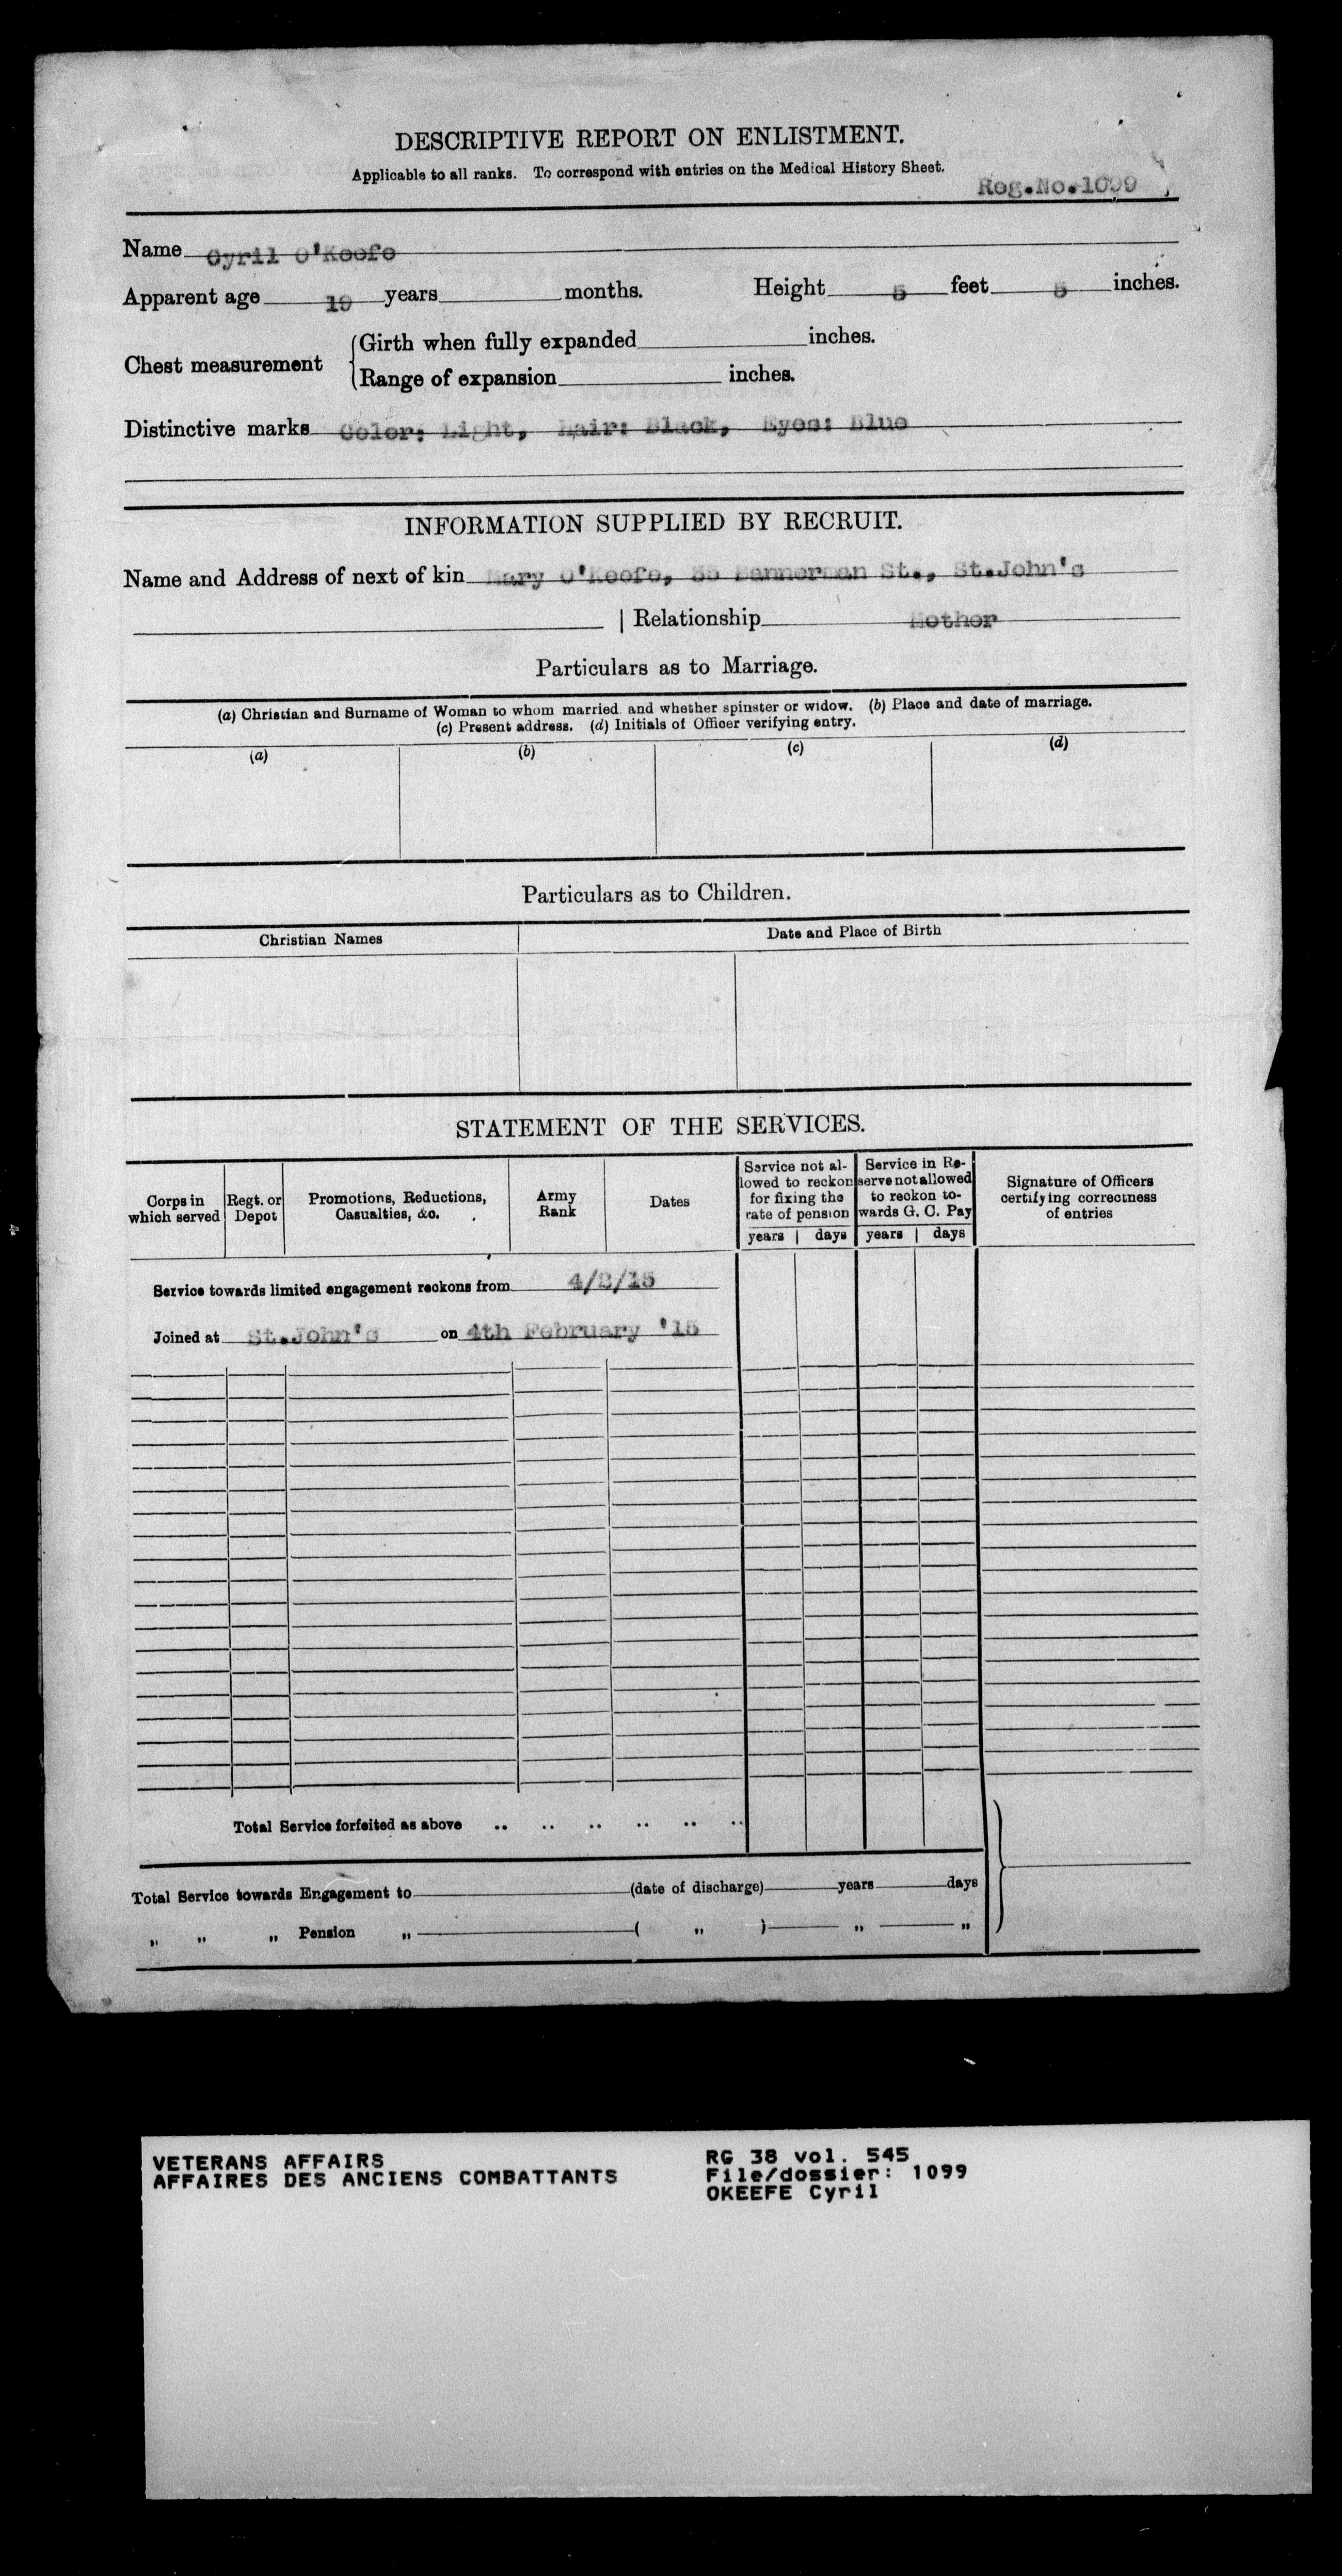 DESCRIPTIVE REPORT ON ENLISTMENT.
Applicable to all ranks. To correspond with entries on the Medical History Sheet.
Reg.No.1099
Name Cyril O'Keefe
Apparent age 19 years months. Height 5 feet 5 inches.
Chest measurement { Girth when fully expanded inches.
Range of expansion inches.
Distinctive marks Color: Light, Hair: Black, Eyes: Blue
INFORMATION SUPPLIED BY RECRUIT.
Name and Address of next of kin Mary O'Keefe, Bannerman St., St.John's
| Relationship Mother
Particulars as to Marriage.
(a) Christian and Surname of Woman to whom married, and whether spinster or widow. (b) Place and date of marriage.
(c) Present address. (d) Initials of Officer verifying entry.
(a) (b) (c) (d)
Particulars as to Children.
Christian Names Date and Place of Birth
STATEMENT OF THE SERVICES.
Corps in which served Regt. or Depot Promotions, Reductions, Casualties, &c. Army Rank Dates Service not allowed to reckon for fixing the rate of pension Service in Reserve not allowed to reckon towards G. C. Pay Signature of Officers certifying correctness of entries
years | days years | days
Service towards limited engagement reckons from 4/2/15
Joined at St.John's on 4th February '15
Total Service forfeited as above .. .. .. .. .. ..
Total Service towards Engagement to (date of discharge) years days
„ „ „ Pension „ ( „ ) „ „
VETERANS AFFAIRS RG 38 vol. 545
AFFAIRES DES ANCIENS COMBATTANTS File/dossier: 1099
OKEEFE Cyril